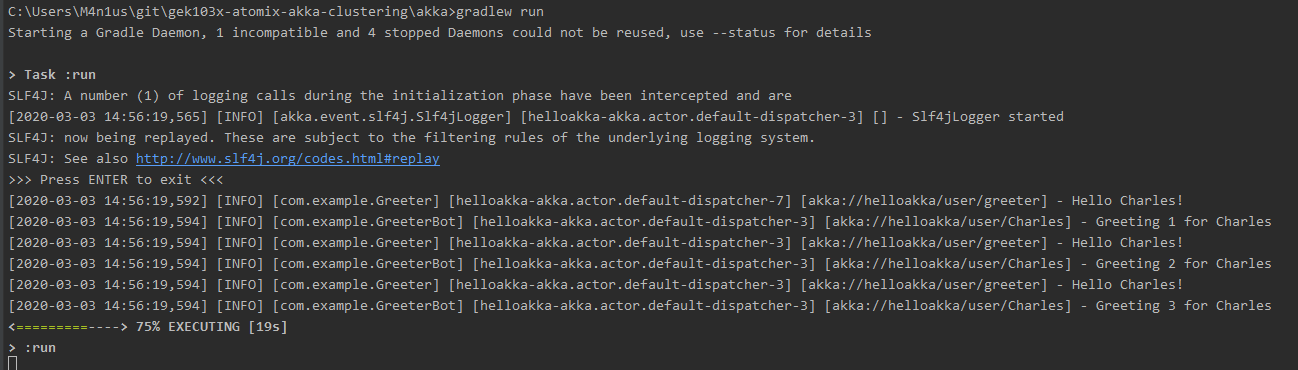 C:\Users\M4n1us\git\gek103x-atomix-akka-clustering\akka>gradlew run
Starting a Gradle Daemon, 1 incompatible and 4 stopped Daemons could not be reused, use --status for details
> Task :run
SLF4J: A number (1) of logging calls during the initialization phase have been intercepted and are
[2020-03-03 14:56:19,565] [INFO] [akka.event.slf4j.Slf4jLogger] [helloakka-akka.actor.default-dispatcher-3] [] - Slf4jLogger started
SLF4J: now being replayed. These are subject to the filtering rules of the underlying logging system.
SLF4J: See also http://www.slf4j.org/codes.html#replay
>>> Press ENTER to exit <<<
[2020-03-03 14:56:19,592] [INFO] [com.example.Greeter] [helloakka-akka.actor.default-dispatcher-7] [akka://helloakka/user/greeter] - Hello Charles!
[2020-03-03 14:56:19,594] [INFO] [com.example.GreeterBot] [helloakka-akka.actor.default-dispatcher-3] [akka://helloakka/user/Charles] - Greeting 1 for Charles
[2020-03-03 14:56:19,594] [INFO] [com.example.Greeter] [helloakka-akka.actor.default-dispatcher-3] [akka://helloakka/user/greeter] - Hello Charles!
[2020-03-03 14:56:19,594] [INFO] [com.example.GreeterBot] [helloakka-akka.actor.default-dispatcher-3] [akka://helloakka/user/Charles] - Greeting 2 for Charles
[2020-03-03 14:56:19,594] [INFO] [com.example.Greeter] [helloakka-akka.actor.default-dispatcher-3] [akka://helloakka/user/greeter] - Hello Charles!
[2020-03-03 14:56:19,594] [INFO] [com.example.GreeterBot] [helloakka-akka.actor.default-dispatcher-3] [akka://helloakka/user/Charles] - Greeting 3 for Charles
<=========----> 75% EXECUTING [19s]
> :run